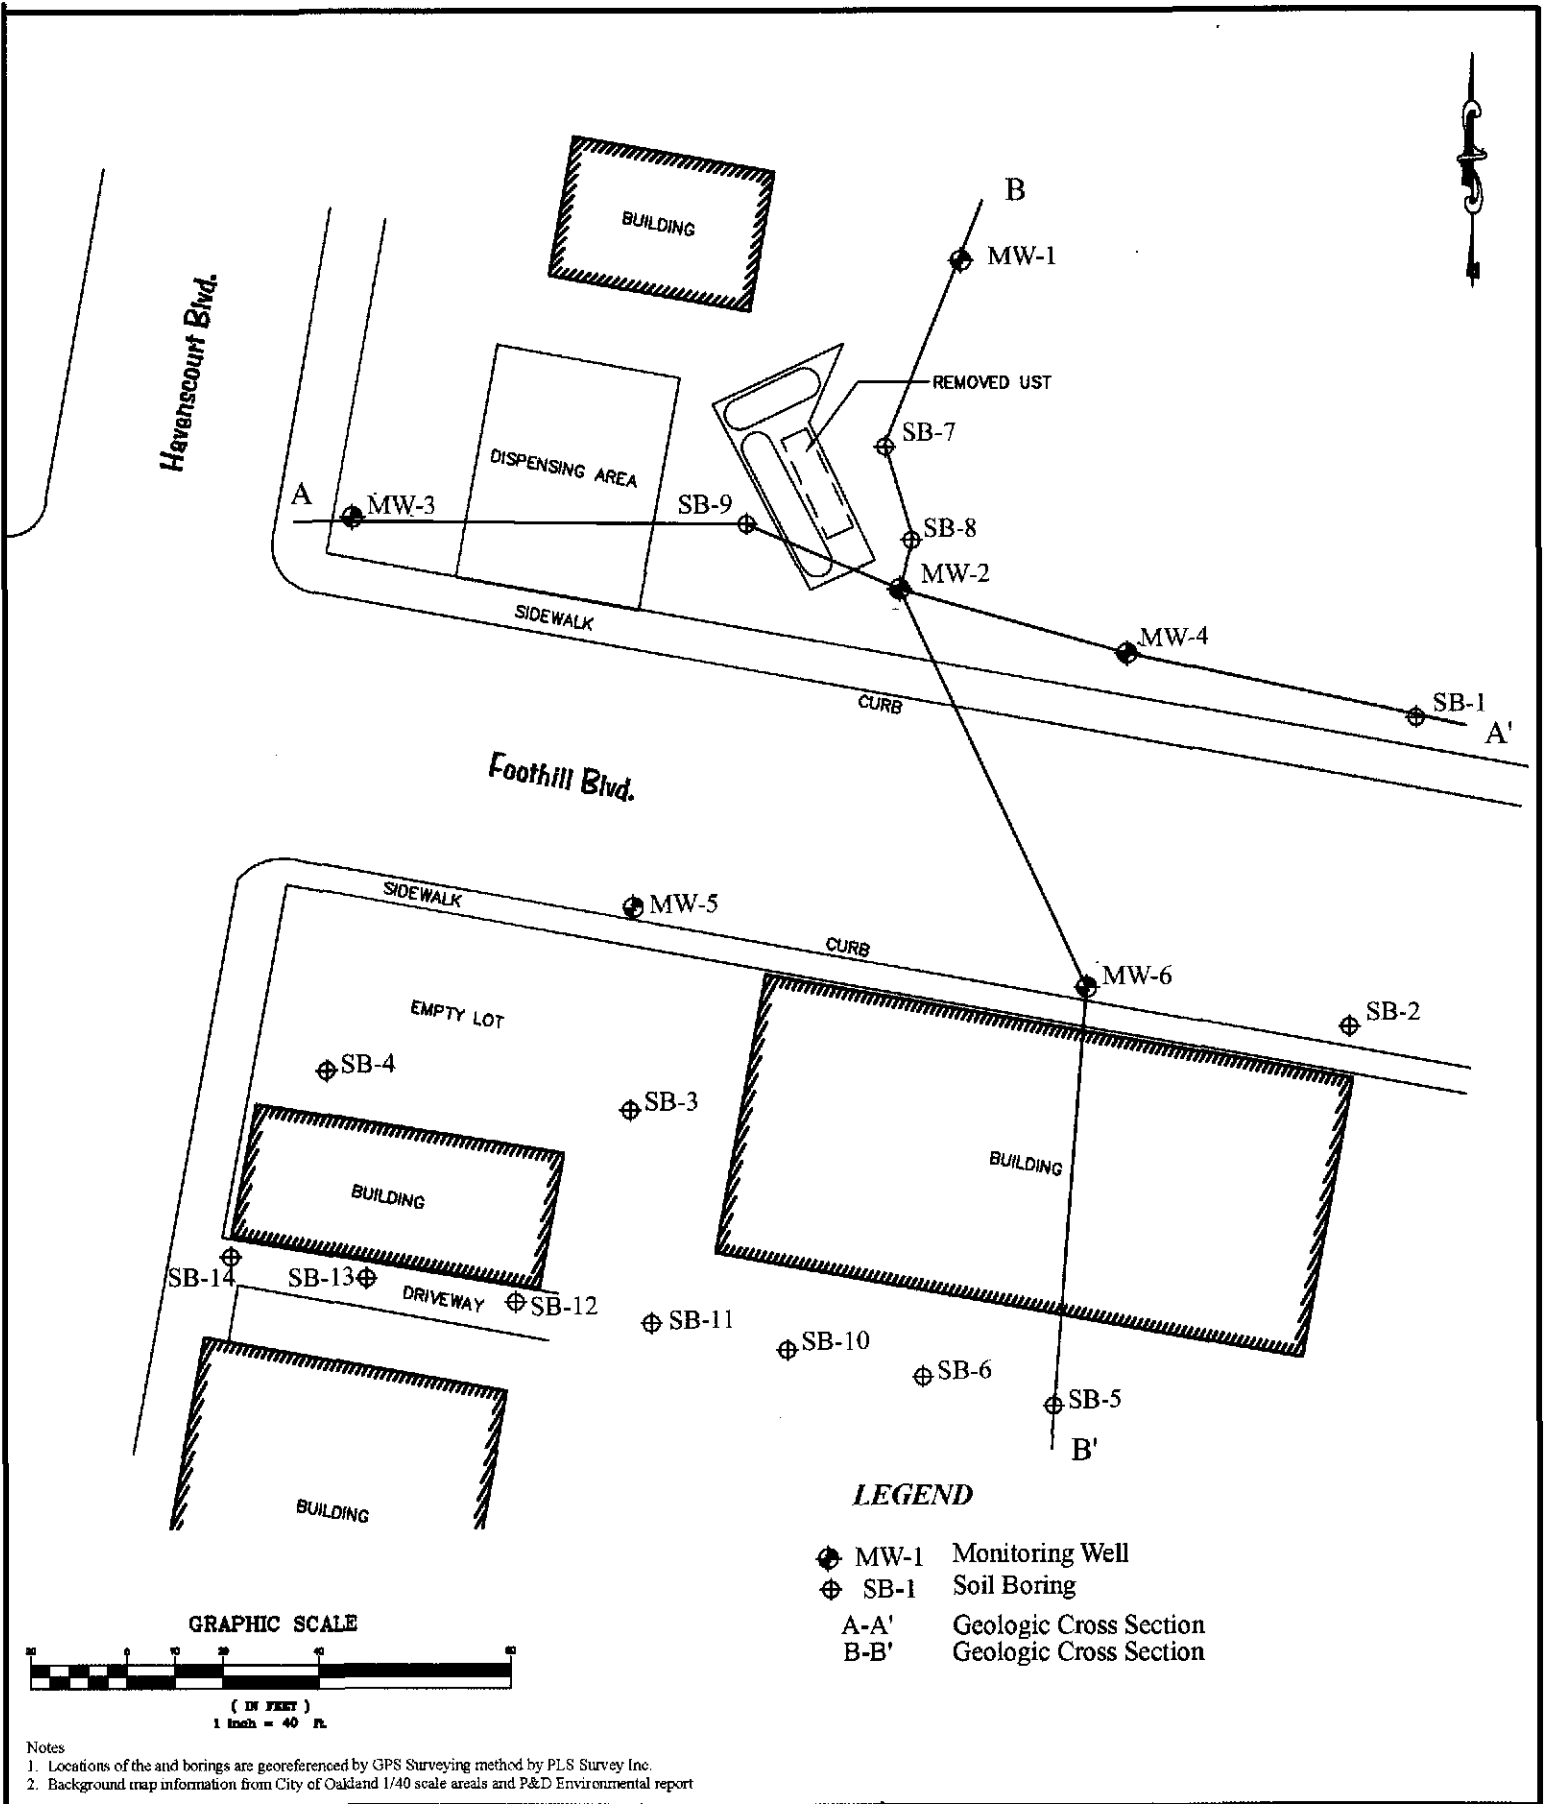 B
BUILDING
MW-1
Havenscourt Blvd.
REMOVED UST
SB-7
DISPENSING AREA
A
MW-3
SB-9
SB-8
MW-2
SIDEWALK
MW-4
CURB
SB-1
A'
Foothill Blvd.
SIDEWALK
MW-5
CURB
MW-6
EMPTY LOT
SB-2
SB-4
SB-3
BUILDING
BUILDING
SB-14
SB-13
DRIVEWAY
SB-12
SB-11
SB-10
SB-6
SB-5
B'
BUILDING
LEGEND
MW-1 Monitoring Well
SB-1 Soil Boring
A-A' Geologic Cross Section
B-B' Geologic Cross Section
GRAPHIC SCALE
0 10 20 40
( IN FEET )
1 inch = 40 ft.
Notes
1. Locations of the and borings are georeferenced by GPS Surveying method by PLS Survey Inc.
2. Background map information from City of Oakland 1/40 scale areals and P&D Environmental report